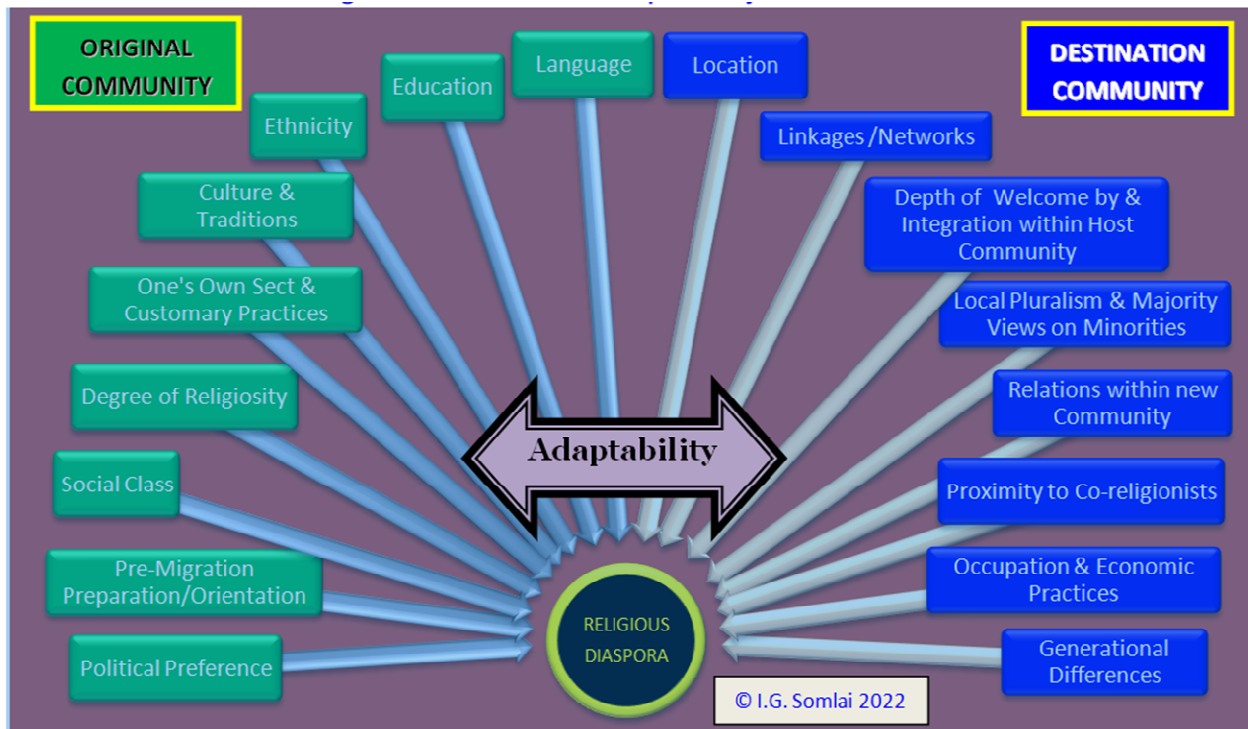 ORIGINAL
COMMUNITY
DESTINATION
COMMUNITY
Language
Location
Education
Ethnicity
Linkages /Networks
Culture &
Traditions
Depth of Welcome by &
Integration within Host
Community
One's Own Sect &
Customary Practices
Local Pluralism & Majority
Views on Minorities
Degree of Religiosity
Relations within new
Community
Adaptability
Social Class
Proximity to Co-religionists
Pre-Migration
Preparation/Orientation
Occupation & Economic
Practices
Political Preference
Generational
Differences
RELIGIOUS
DIASPORA
© I.G. Somlai 2022